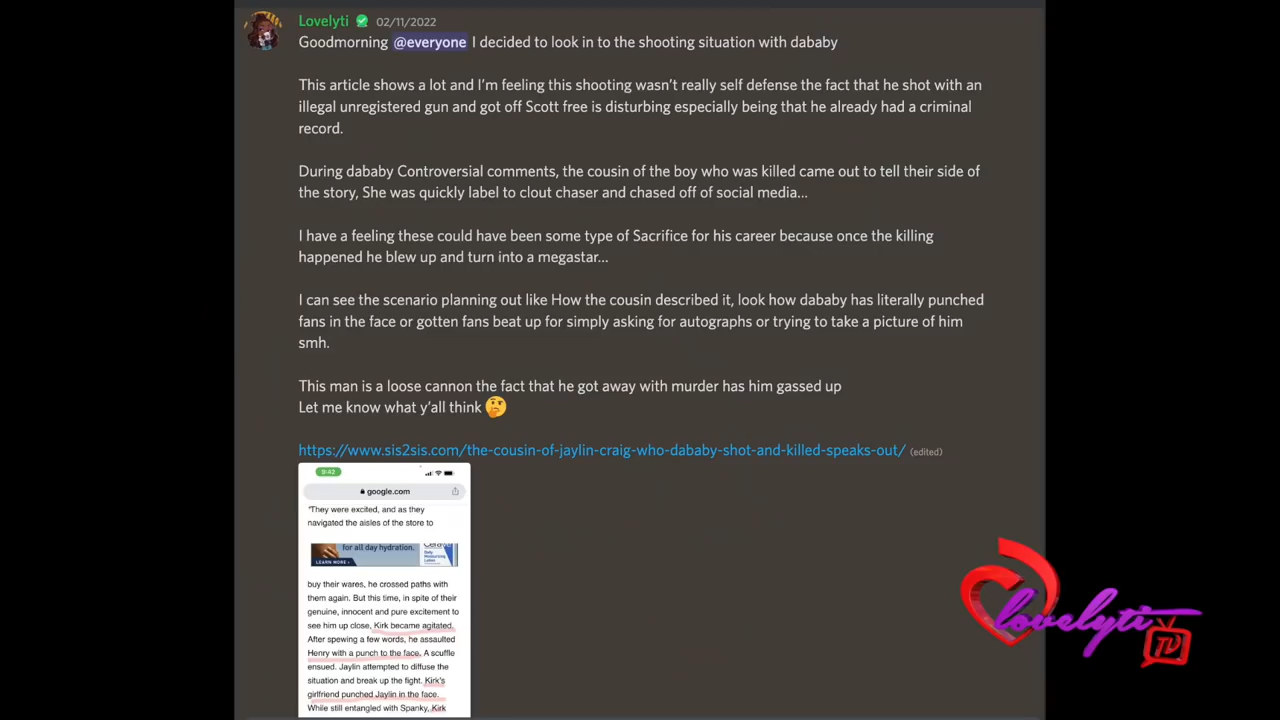 Lovelyti 02/11/2022
Goodmorning @everyone I decided to look in to the shooting situation with dababy
This article shows a lot and I'm feeling this shooting wasn't really self defense the fact that he shot with an
illegal unregistered gun and got off Scott free is disturbing especially being that he already had a criminal
record.
During dababy Controversial comments, the cousin of the boy who was killed came out to tell their side of
the story, She was quickly label to clout chaser and chased off of social media...
I have a feeling these could have been some type of Sacrifice for his career because once the killing
happened he blew up and turn into a megastar...
I can see the scenario planning out like How the cousin described it, look how dababy has literally punched
fans in the face or gotten fans beat up for simply asking for autographs or trying to take a picture of him
smh.
This man is a loose cannon the fact that he got away with murder has him gassed up
Let me know what y'all think 🤔
https://www.sis2sis.com/the-cousin-of-jaylin-craig-who-dababy-shot-and-killed-speaks-out/ (edited)
9:42
google.com
"They were excited, and as they
navigated the aisles of the store to
for all day hydration.
LEARN MORE
buy their wares, he crossed paths with
them again. But this time, in spite of their
genuine, innocent and pure excitement to
see him up close, Kirk became agitated.
After spewing a few words, he assaulted
Henry with a punch to the face. A scuffle
ensued. Jaylin attempted to diffuse the
situation and break up the fight. Kirk's
girlfriend punched Jaylin in the face.
While still entangled with Spanky, Kirk
lovelyti
TV